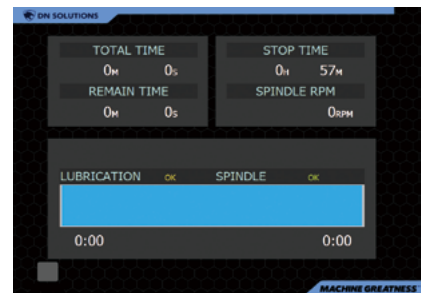 DN SOLUTIONS
TOTAL TIME
0M 0S
REMAIN TIME
0M 0S
STOP TIME
0H 57M
SPINDLE RPM
0RPM
LUBRICATION OK SPINDLE OK
0:00 0:00
MACHINE GREATNESS